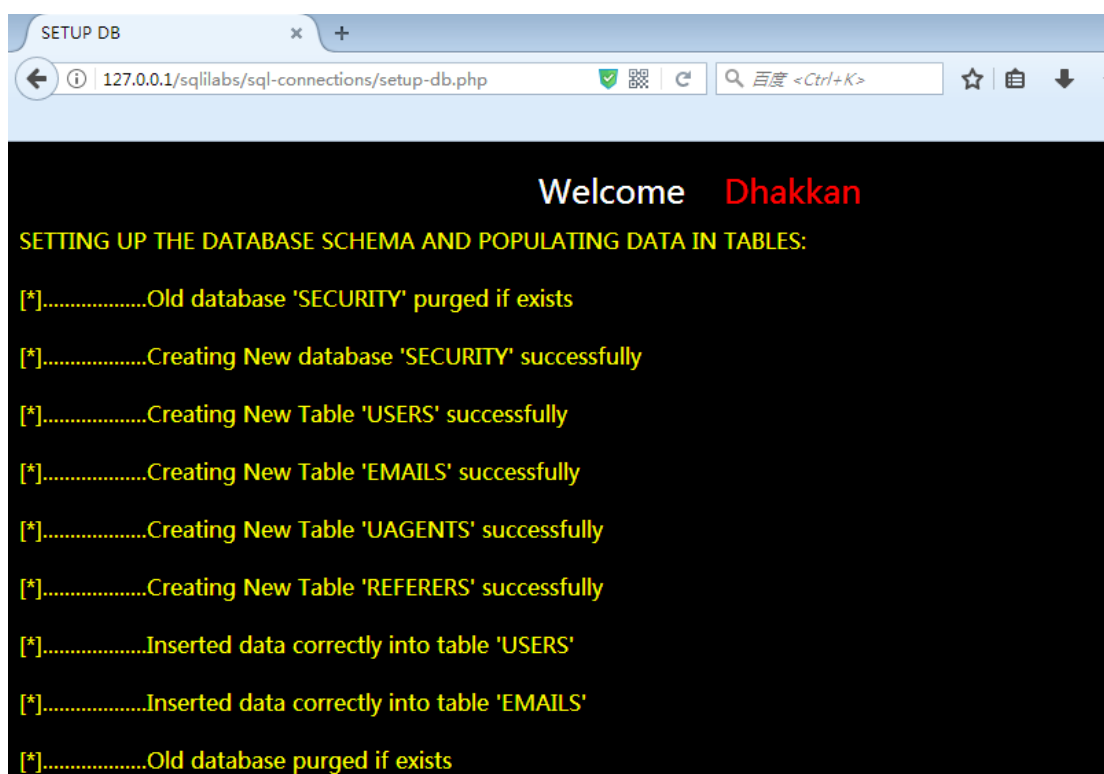 SETUP DB
127.0.0.1/sqlilabs/sql-connections/setup-db.php
百度 <Ctrl+K>
Welcome Dhakkan
SETTING UP THE DATABASE SCHEMA AND POPULATING DATA IN TABLES:
[*]...................Old database 'SECURITY' purged if exists
[*]...................Creating New database 'SECURITY' successfully
[*]...................Creating New Table 'USERS' successfully
[*]...................Creating New Table 'EMAILS' successfully
[*]...................Creating New Table 'UAGENTS' successfully
[*]...................Creating New Table 'REFERERS' successfully
[*]...................Inserted data correctly into table 'USERS'
[*]...................Inserted data correctly into table 'EMAILS'
[*]...................Old database purged if exists